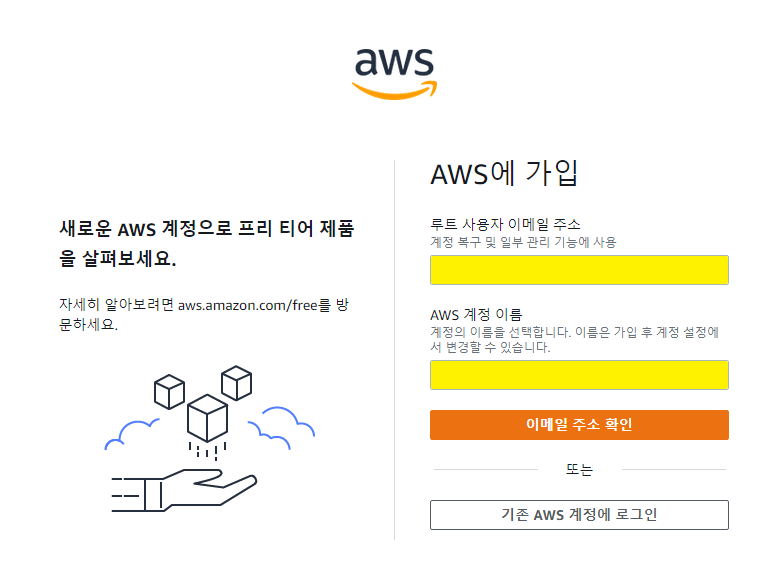 aws
새로운 AWS 계정으로 프리 티어 제품
을 살펴보세요.
자세히 알아보려면 aws.amazon.com/free를 방
문하세요.
AWS에 가입
루트 사용자 이메일 주소
계정 복구 및 일부 관리 기능에 사용
AWS 계정 이름
계정의 이름을 선택합니다. 이름은 가입 후 계정 설정에
서 변경할 수 있습니다.
이메일 주소 확인
또는
기존 AWS 계정에 로그인